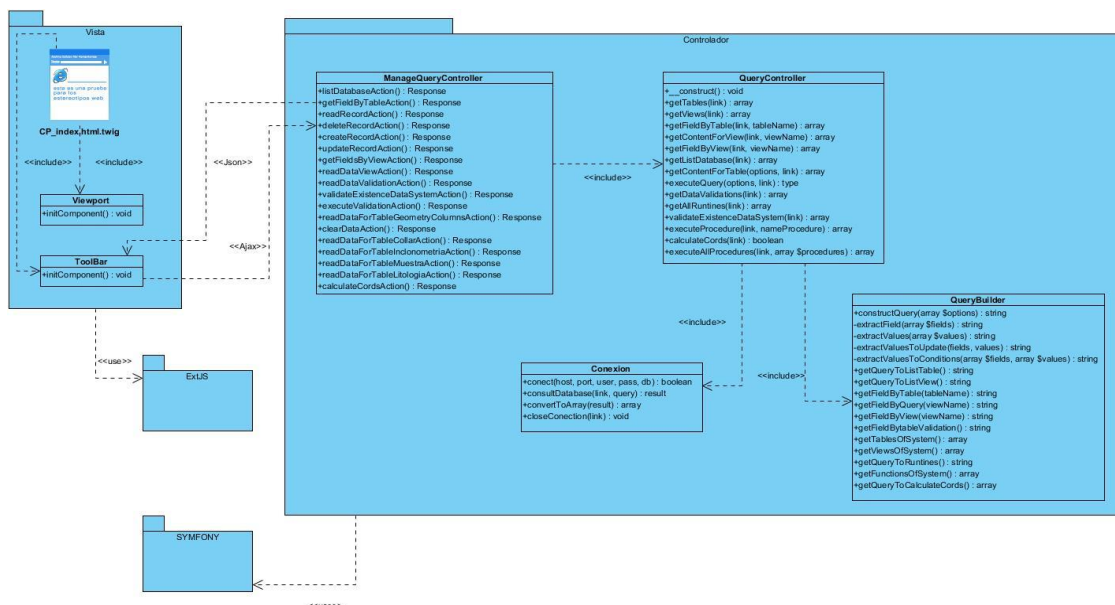 Vista
este es una prueba
para los
estereotipos web
CP_index,html.twig
<<include>>
<<include>>
Viewport
+initComponent() : void
ToolBar
+initComponent() : void
<<Json>>
<<Ajax>>
<<use>>
ExtJS
SYMFONY
Controlador
ManageQueryController
+listDatabaseAction() : Response
+getFieldByTableAction() : Response
+readRecordAction() : Response
+deleteRecordAction() : Response
+createRecordAction() : Response
+updateRecordAction() : Response
+getFieldsByViewAction() : Response
+readDataViewAction() : Response
+readDataValidationAction() : Response
+validateExistenceDataSystemAction() : Response
+executeValidationAction() : Response
+readDataForTableGeometryColumnsAction() : Response
+clearDataAction() : Response
+readDataForTableCollarAction() : Response
+readDataForTableInclonometriaAction() : Response
+readDataForTableMuestraAction() : Response
+readDataForTableLitologiaAction() : Response
+calculateCordsAction() : Response
<<include>>
QueryController
+__construct() : void
+getTables(link) : array
+getViews(link) : array
+getFieldByTable(link, tableName) : array
+getContentForView(link, viewName) : array
+getFieldByView(link, viewName) : array
+getListDatabase(link) : array
+getContentForTable(options, link) : array
+executeQuery(options, link) : type
+getDataValidations(link) : array
+getAllRuntines(link) : array
+validateExistenceDataSystem(link) : array
+executeProcedure(link, nameProcedure) : array
+calculateCords(link) : boolean
+executeAllProcedures(link, array $procedures) : array
<<include>>
<<include>>
Conexion
+conect(host, port, user, pass, db) : boolean
+consultDatabase(link, query) : result
+convertToArray(result) : array
+closeConection(link) : void
QueryBuilder
+constructQuery(array $options) : string
-extractField(array $fields) : string
-extractValues(array $values) : string
-extractValuesToUpdate(fields, values) : string
-extractValuesToConditions(array $fields, array $values) : string
+getQueryToListTable() : string
+getQueryToListView() : string
+getFieldByTable(tableName) : string
+getFieldByQuery(viewName) : string
+getFieldByView(viewName) : string
+getFieldBytableValidation() : string
+getTablesOfSystem() : array
+getViewsOfSystem() : array
+getQueryToRuntines() : string
+getFunctionsOfSystem() : array
+getQueryToCalculateCords() : array